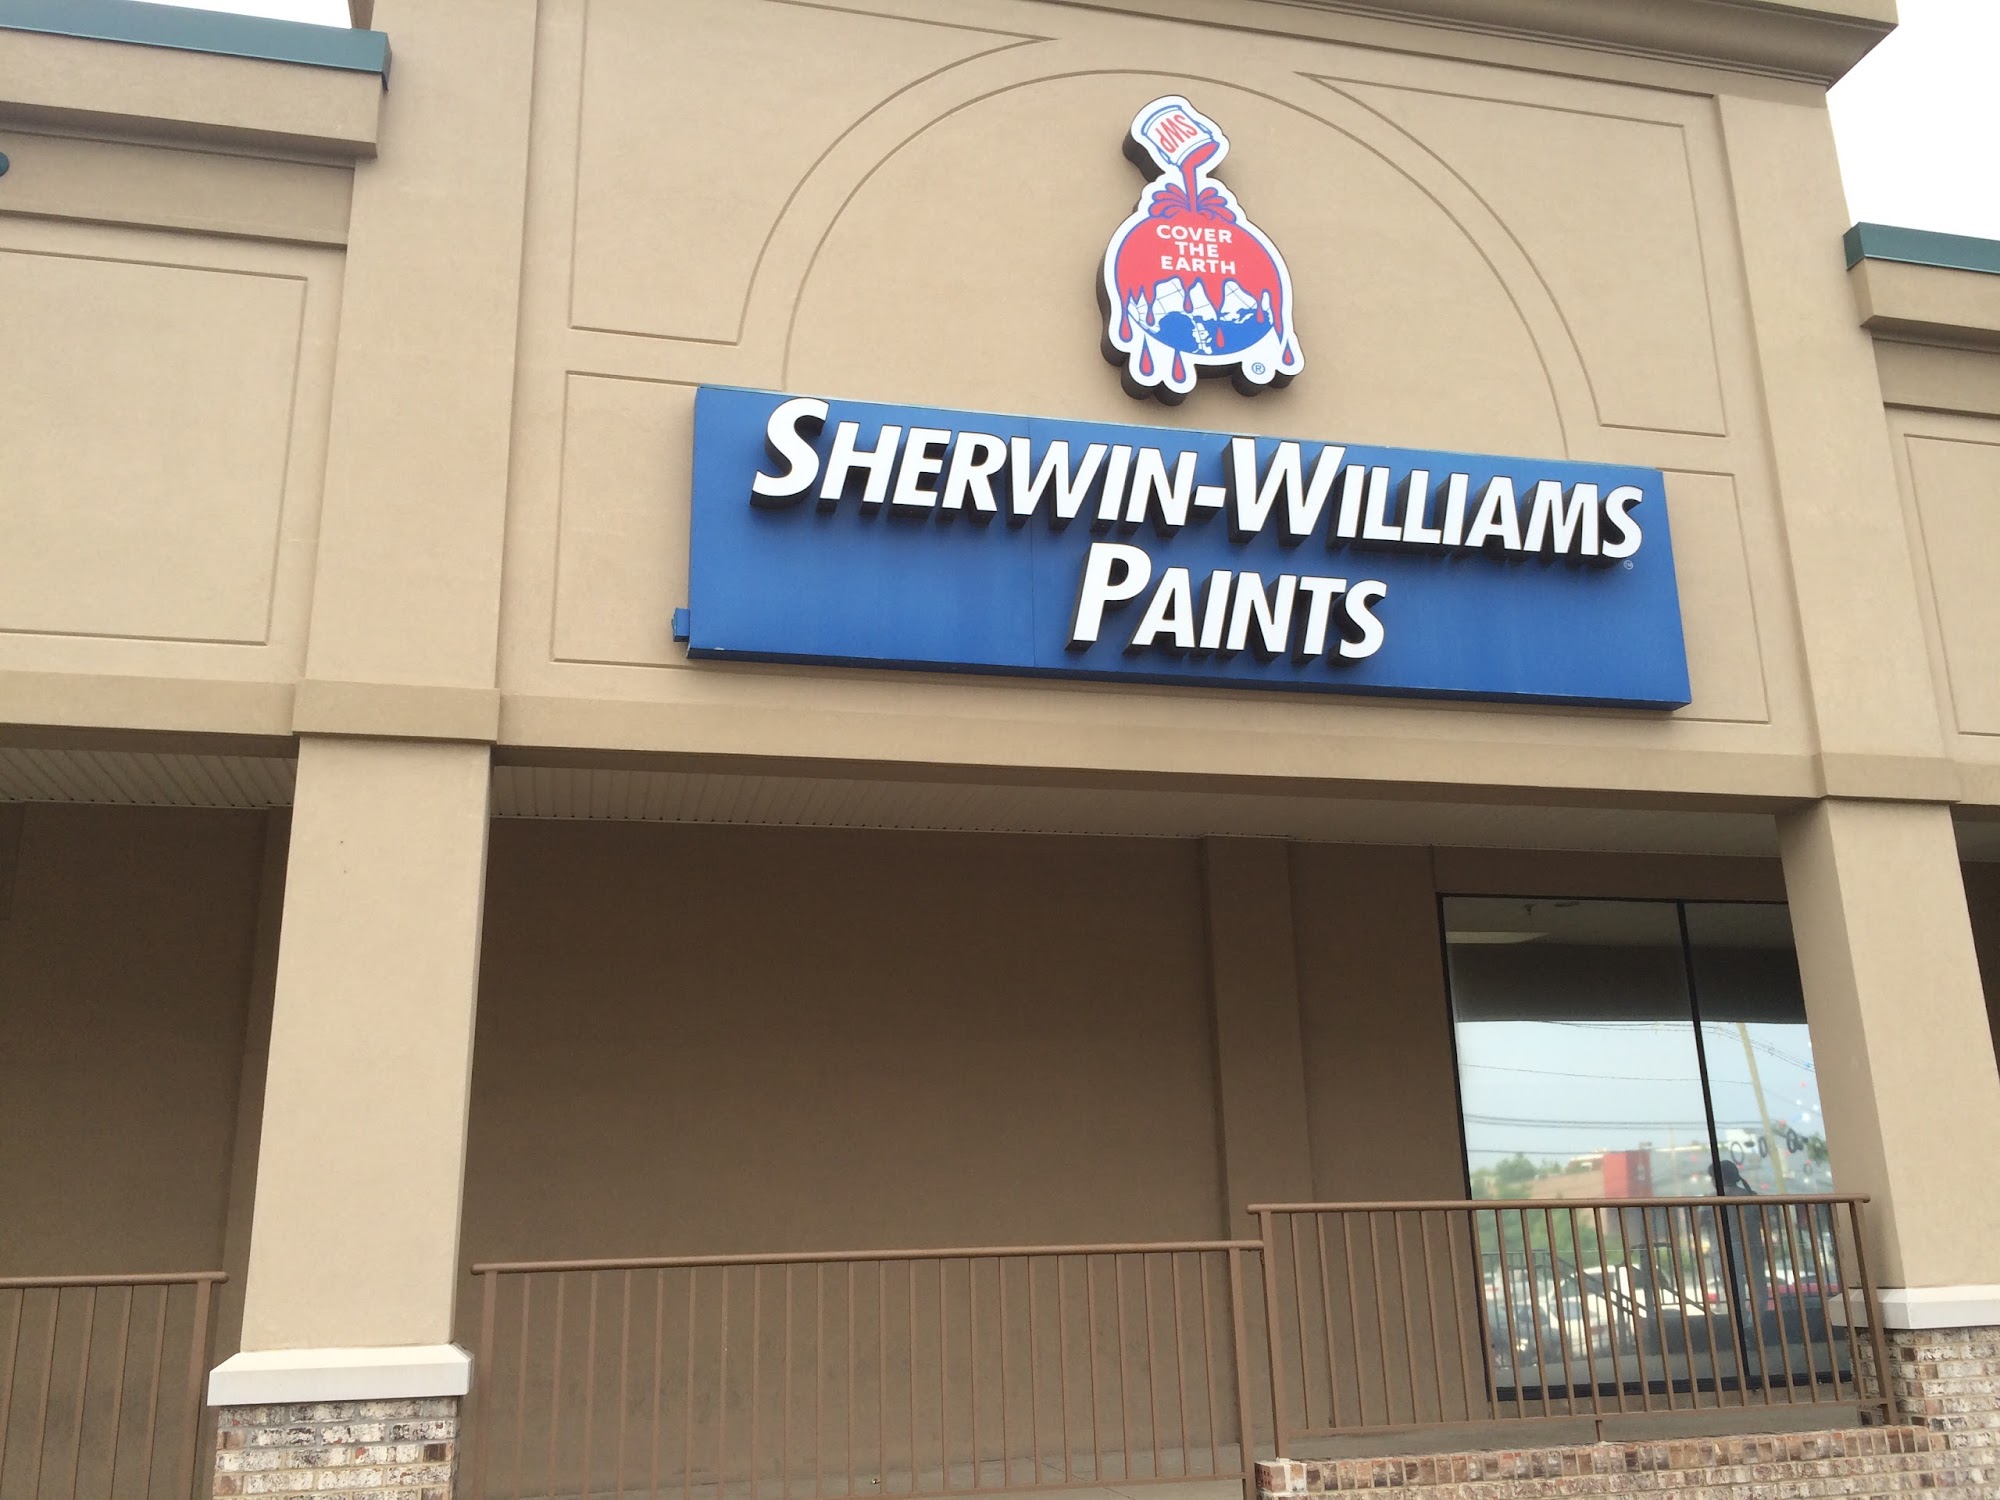 SWP
COVER
THE
EARTH
®
SHERWIN-WILLIAMS
PAINTS